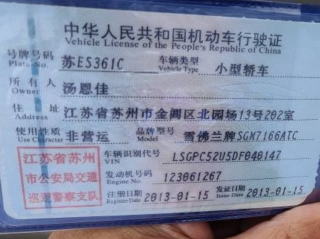 中华人民共和国机动车行驶证
Vehicle License of the People's Republic of China
号牌号码 苏E5361C 车辆类型 小型轿车
Plate No. Vehicle Type
所有人 汤恩佳
Owner
住址 江苏省苏州市金阊区北园场13号202室
Address
使用性质 非营运 品牌型号 雪佛兰牌SGM7166ATC
Use Character Model
江苏省苏州 车辆识别代号 LSGPC52U5DF040147
VIN
市公安局交通 发动机号码 123061267
Engine No.
巡逻警察支队 注册日期 2013-01-15 发证日期 2013-01-15
Register Date Issue Date